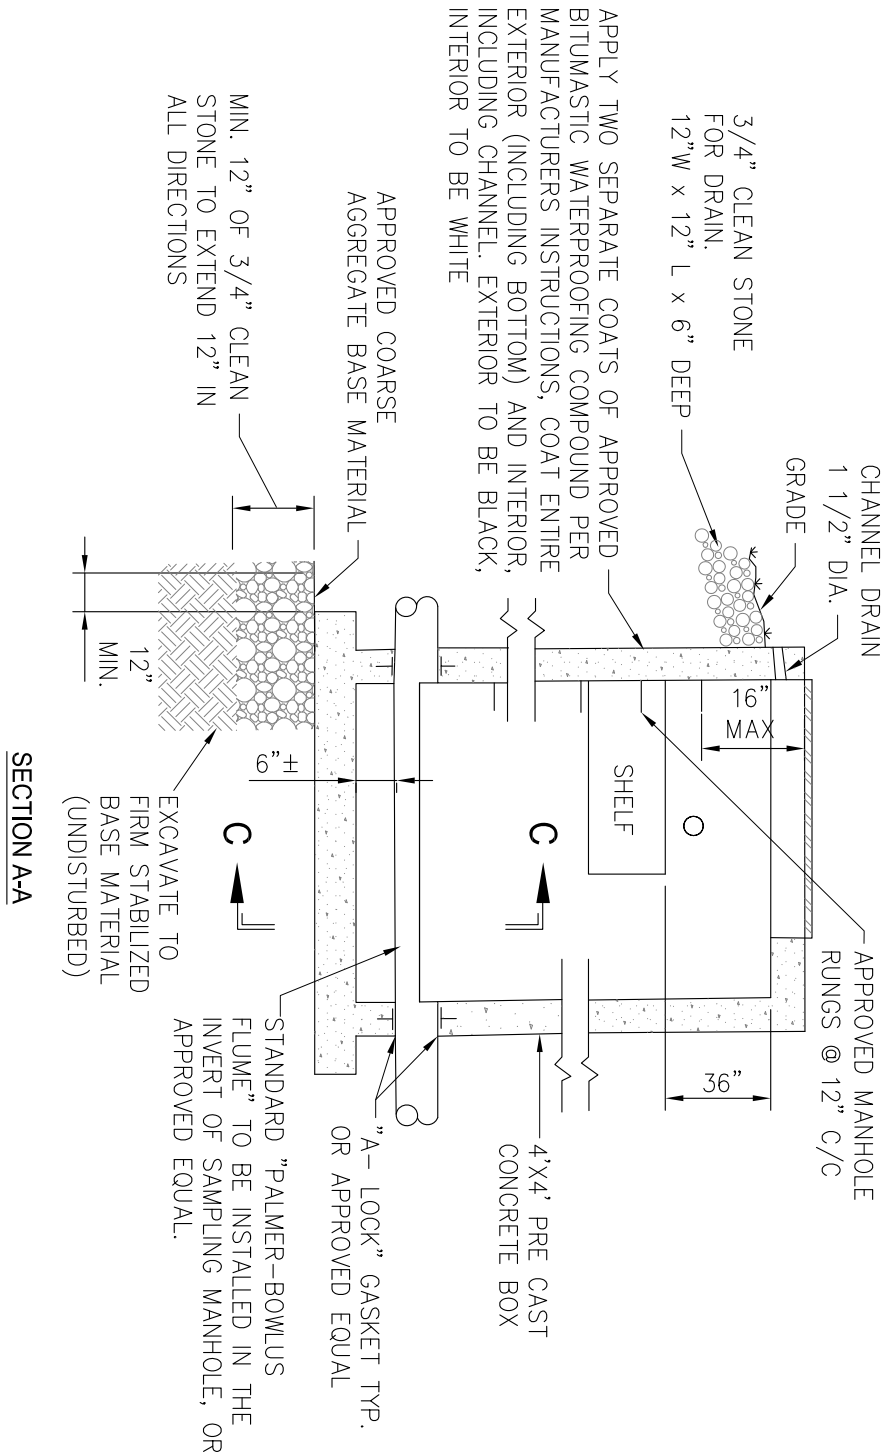 CHANNEL DRAIN
1 1/2" DIA.
GRADE
3/4" CLEAN STONE
FOR DRAIN.
12"W x 12" L x 6" DEEP
APPLY TWO SEPARATE COATS OF APPROVED
BITUMASTIC WATERPROOFING COMPOUND PER
MANUFACTURERS INSTRUCTIONS, COAT ENTIRE
EXTERIOR (INCLUDING BOTTOM) AND INTERIOR,
INCLUDING CHANNEL. EXTERIOR TO BE BLACK,
INTERIOR TO BE WHITE
APPROVED COARSE
AGGREGATE BASE MATERIAL
MIN. 12" OF 3/4" CLEAN
STONE TO EXTEND 12" IN
ALL DIRECTIONS
12"
MIN.
16"
MAX
SHELF
6"±
C
C
APPROVED MANHOLE
RUNGS @ 12" C/C
36"
4'X4' PRE CAST
CONCRETE BOX
"A- LOCK" GASKET TYP.
OR APPROVED EQUAL
STANDARD "PALMER-BOWLUS
FLUME" TO BE INSTALLED IN THE
INVERT OF SAMPLING MANHOLE, OR
APPROVED EQUAL.
EXCAVATE TO
FIRM STABILIZED
BASE MATERIAL
(UNDISTURBED)
SECTION A-A